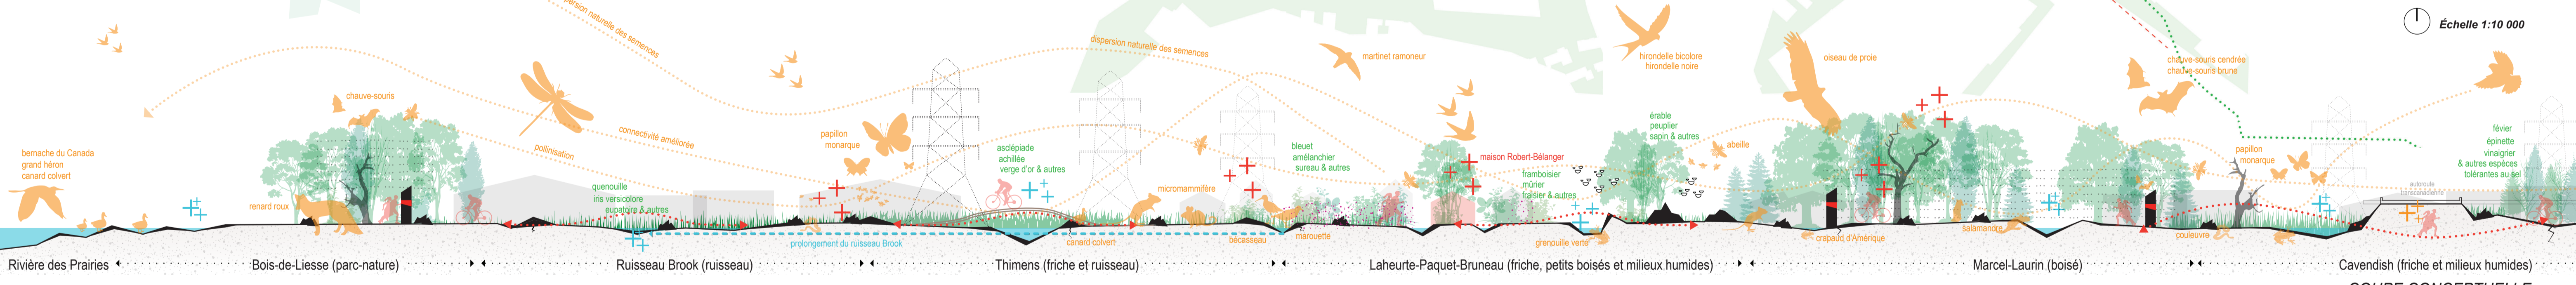 Échelle 1:10 000
dispersion naturelle des semences
dispersion naturelle des semences
martinet ramoneur
hirondelle bicolore
hirondelle noire
oiseau de proie
chauve-souris cendrée
chauve-souris brune
chauve-souris
connectivité améliorée
pollinisation
papillon
monarque
bernache du Canada
grand héron
canard colvert
renard roux
quenouille
iris versicolore
eupatoire & autres
asclépiade
achillée
verge d'or & autres
micromammifère
bleuet
amélanchier
sureau & autres
maison Robert-Bélanger
framboisier
mûrier
fraisier & autres
érable
peuplier
sapin & autres
abeille
papillon
monarque
févier
épinette
vinaigrier
& autres espèces
tolérantes au sel
autoroute
prolongement du ruisseau Brook
canard colvert
bécasseau
marouette
grenouille verte
crapaud d'Amérique
salamandre
couleuvre
Rivière des Prairies
Bois-de-Liesse (parc-nature)
Ruisseau Brook (ruisseau)
Thimens (friche et ruisseau)
Laheurte-Paquet-Bruneau (friche, petits boisés et milieux humides)
Marcel-Laurin (boisé)
Cavendish (friche et milieux humides)